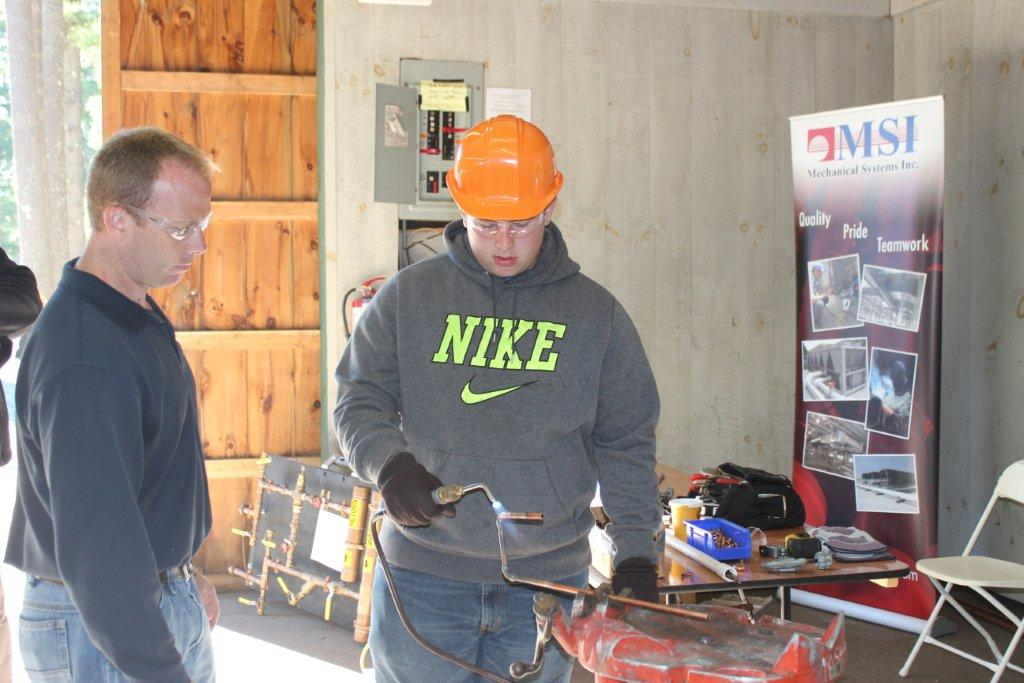 MSI
Mechanical Systems Inc.
Quality
Pride
Teamwork
NIKE